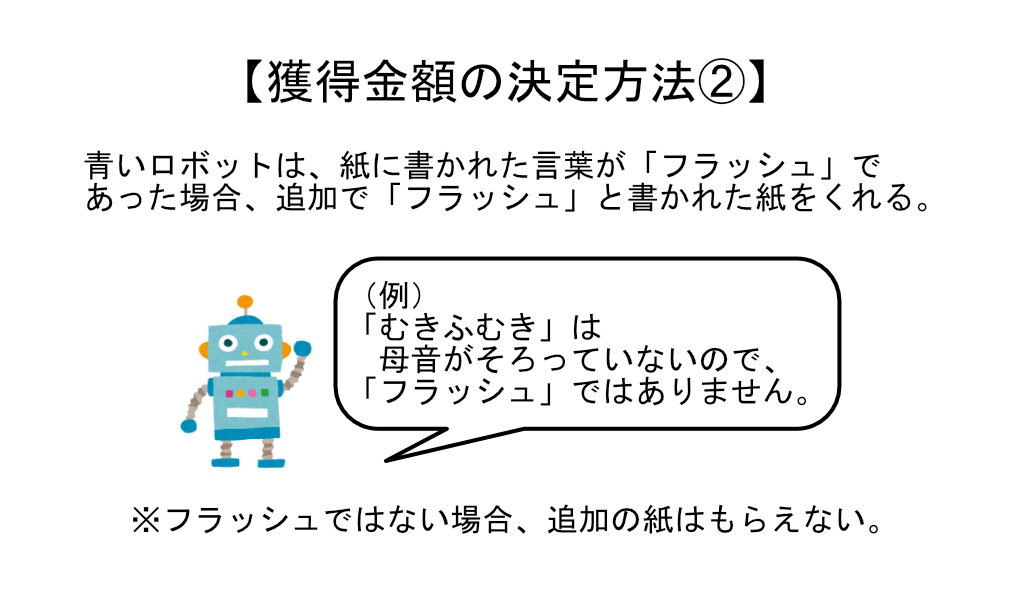 【獲得金額の決定方法②】
青いロボットは、紙に書かれた言葉が「フラッシュ」で
あった場合、追加で「フラッシュ」と書かれた紙をくれる。
（例）
「むきふむき」は
母音がそろっていないので、
「フラッシュ」ではありません。
※フラッシュではない場合、追加の紙はもらえない。